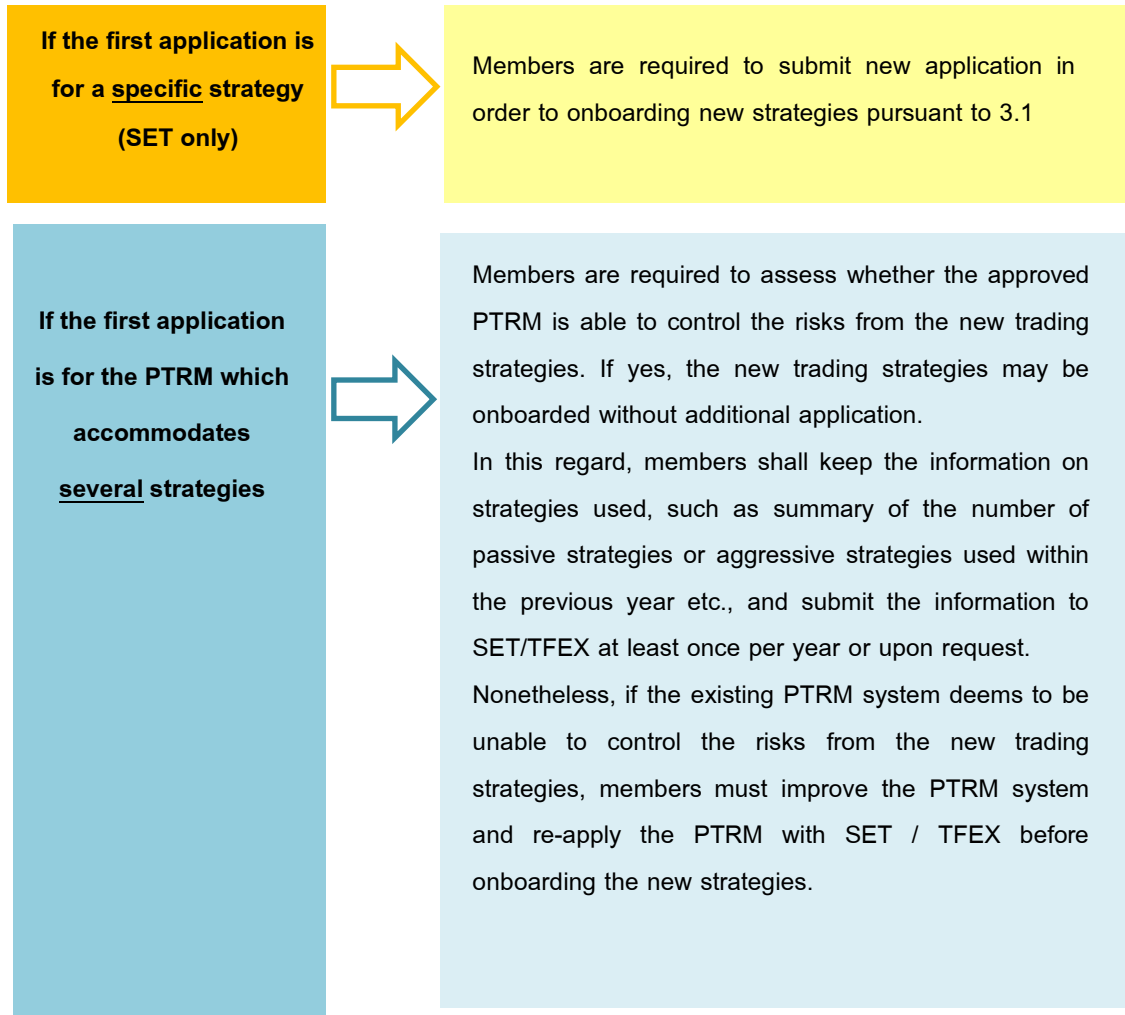 If the first application is
for a specific strategy
(SET only)
Members are required to submit new application in
order to onboarding new strategies pursuant to 3.1
If the first application
is for the PTRM which
accommodates
several strategies
Members are required to assess whether the approved
PTRM is able to control the risks from the new trading
strategies. If yes, the new trading strategies may be
onboarded without additional application.
In this regard, members shall keep the information on
strategies used, such as summary of the number of
passive strategies or aggressive strategies used within
the previous year etc., and submit the information to
SET/TFEX at least once per year or upon request.
Nonetheless, if the existing PTRM system deems to be
unable to control the risks from the new trading
strategies, members must improve the PTRM system
and re-apply the PTRM with SET / TFEX before
onboarding the new strategies.